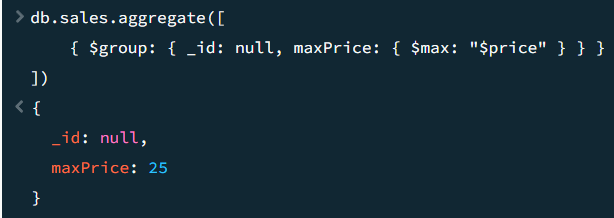 > db.sales.aggregate([
{ $group: { _id: null, maxPrice: { $max: "$price" } } }
])
< {
_id: null,
maxPrice: 25
}